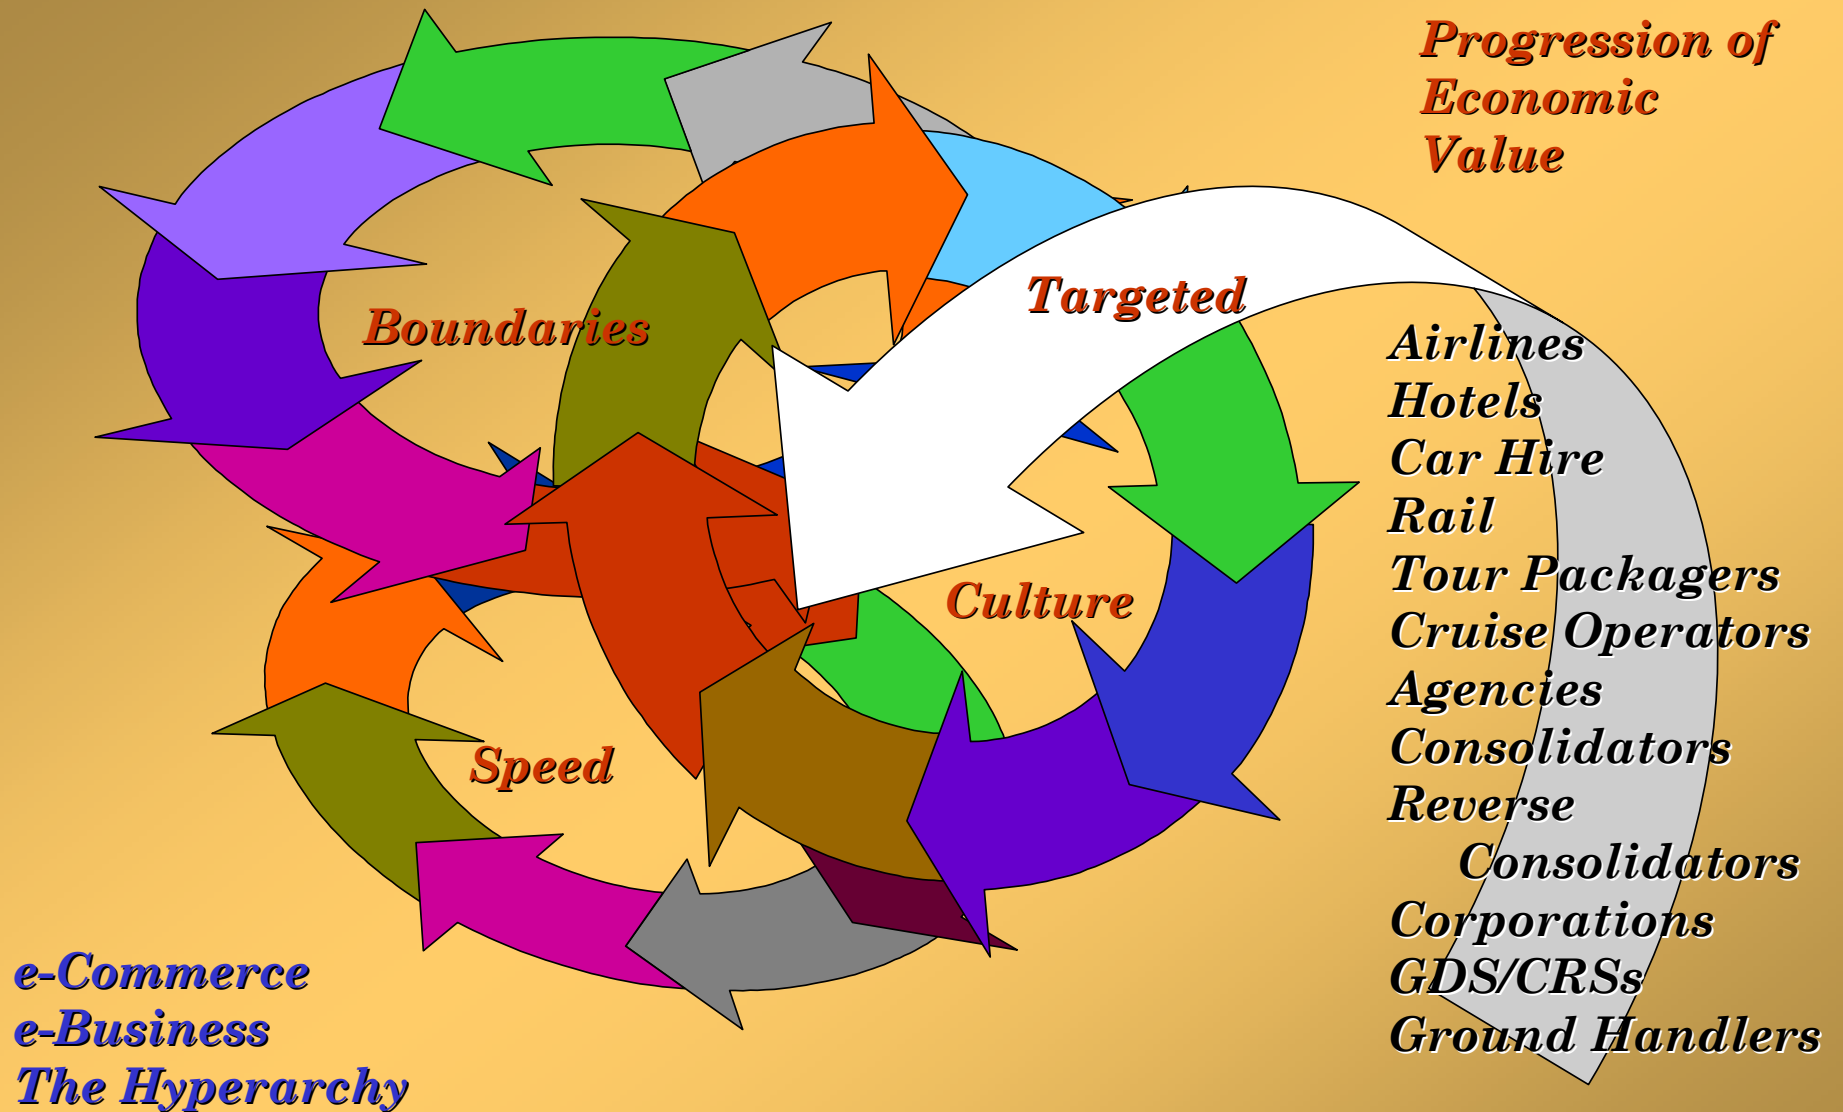 Progression of
Economic
Value
Targeted
Boundaries
Culture
Speed
Airlines
Hotels
Car Hire
Rail
Tour Packagers
Cruise Operators
Agencies
Consolidators
Reverse
Consolidators
Corporations
GDS/CRSs
Ground Handlers
e-Commerce
e-Business
The Hyperarchy